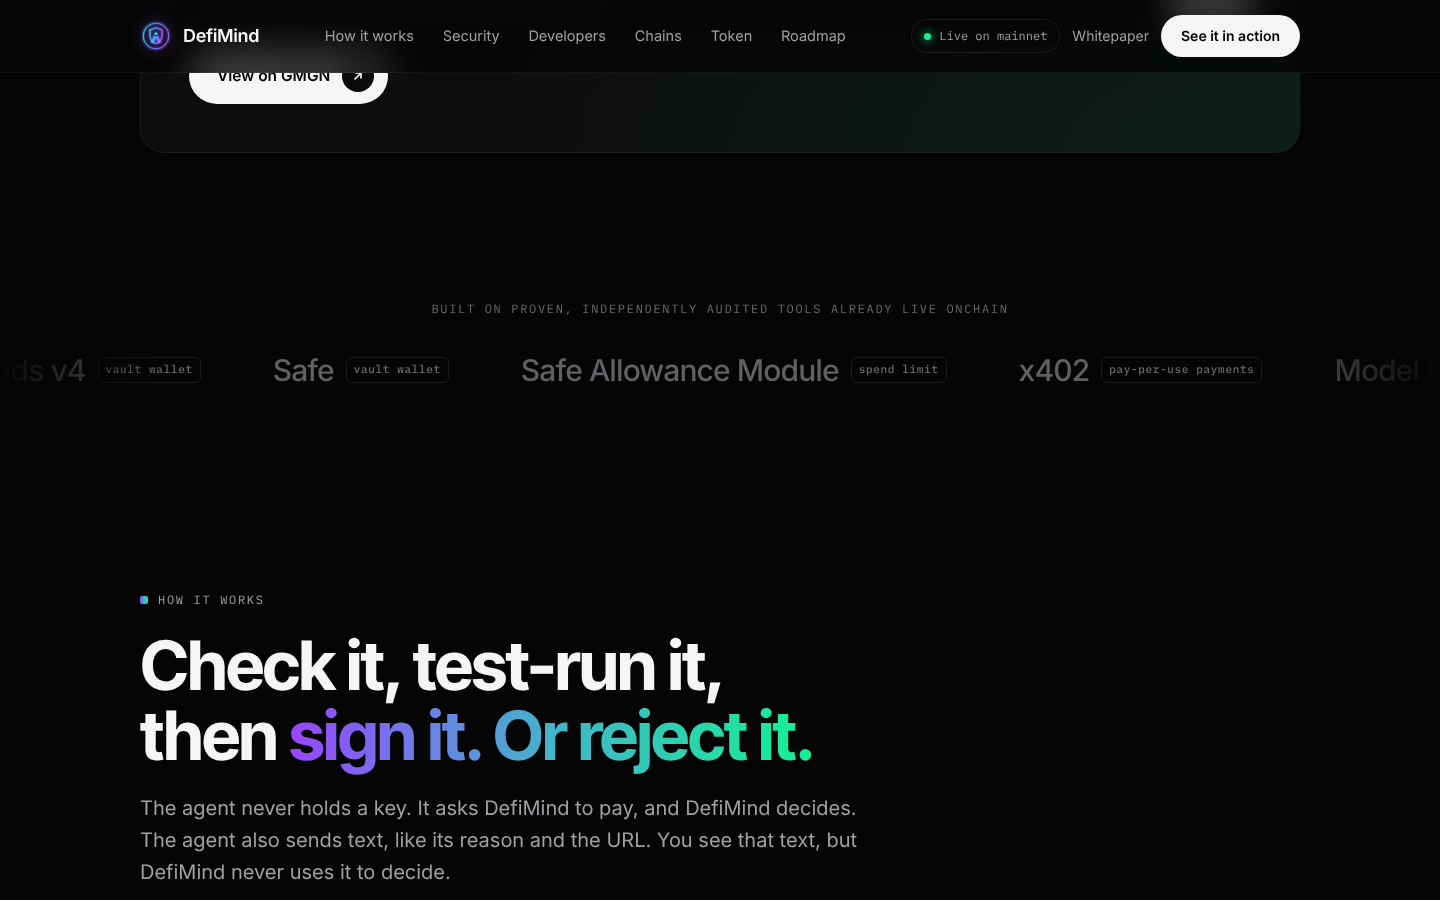 DefiMind
How it works
Security
Developers
Chains
Token
Roadmap
Live on mainnet
Whitepaper
See it in action
View on GMGN
BUILT ON PROVEN, INDEPENDENTLY AUDITED TOOLS ALREADY LIVE ONCHAIN
v4 vault wallet
Safe vault wallet
Safe Allowance Module spend limit
x402 pay-per-use payments
Model
HOW IT WORKS
Check it, test-run it,
then sign it. Or reject it.
The agent never holds a key. It asks DefiMind to pay, and DefiMind decides.
The agent also sends text, like its reason and the URL. You see that text, but
DefiMind never uses it to decide.